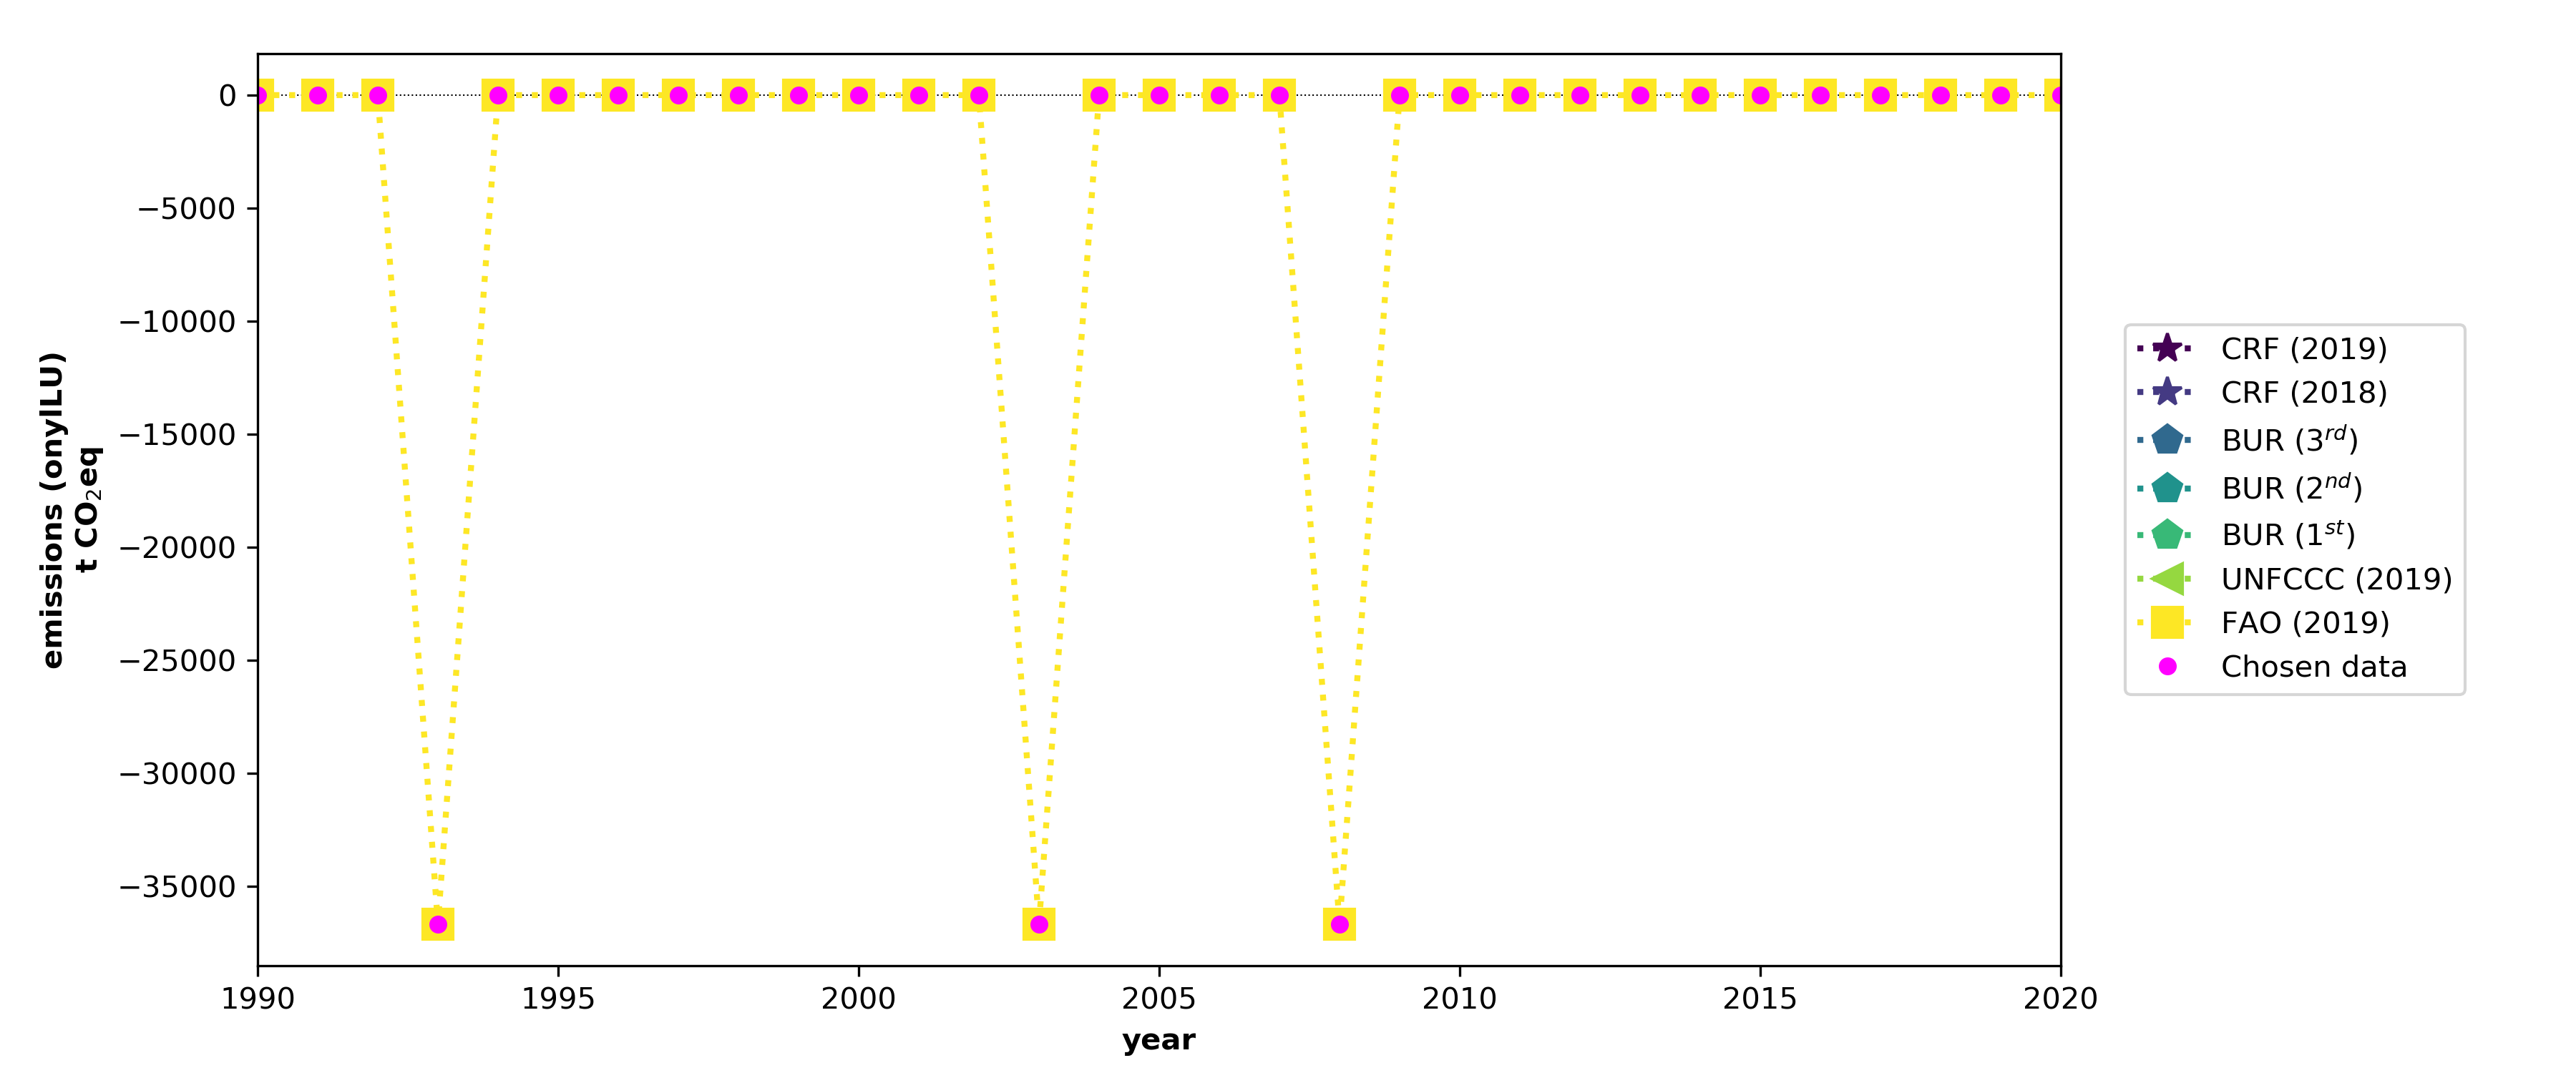 emissions (onylLU)
t CO₂eq
0
−5000
−10000
−15000
−20000
−25000
−30000
−35000
1990 1995 2000 2005 2010 2015 2020
year
CRF (2019)
CRF (2018)
BUR (3ʳᵈ)
BUR (2ⁿᵈ)
BUR (1ˢᵗ)
UNFCCC (2019)
FAO (2019)
Chosen data